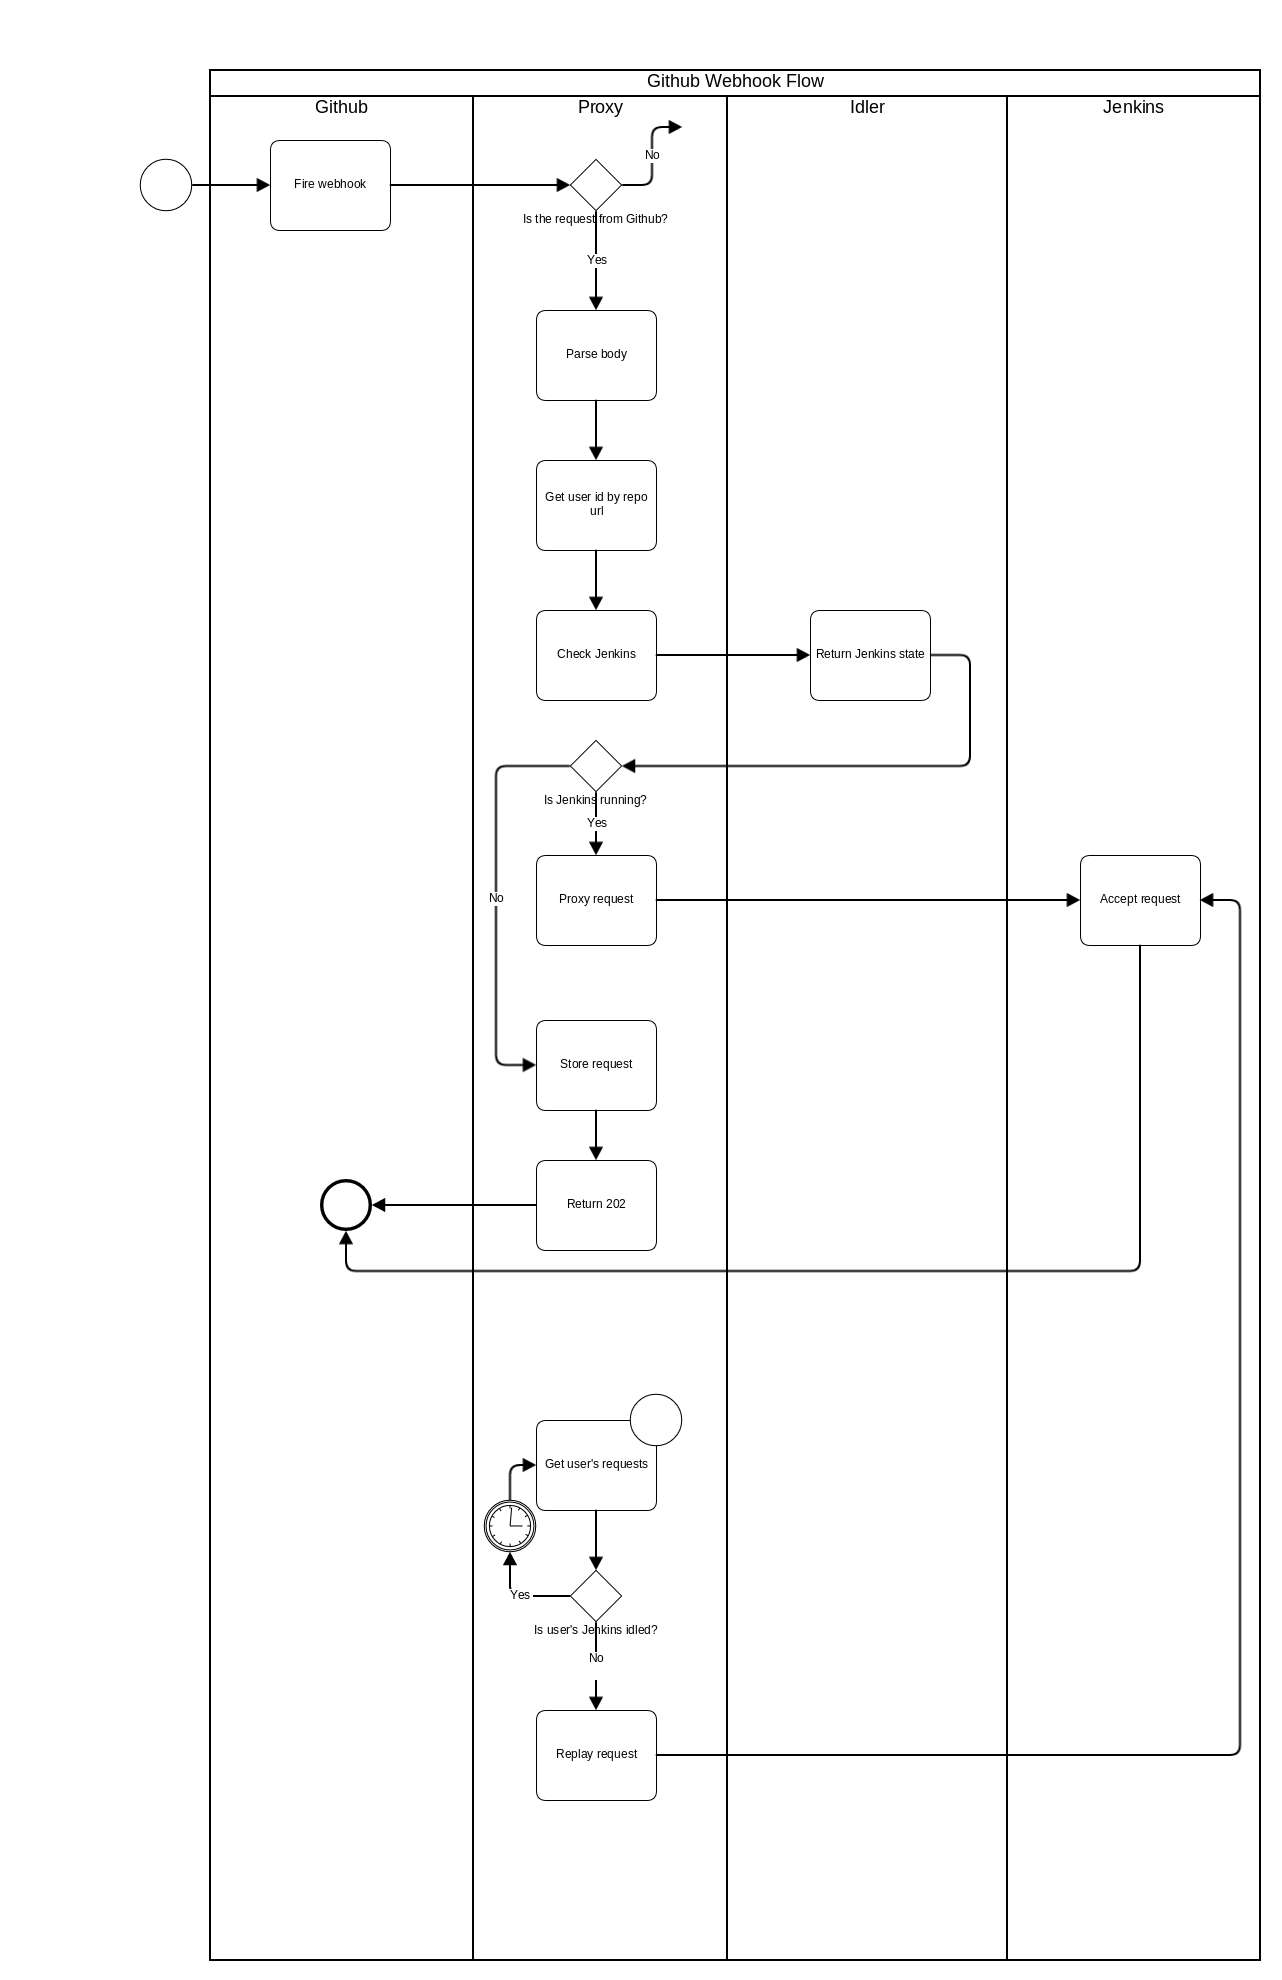 Github Webhook Flow
Github
Proxy
Idler
Jenkins
No
Fire webhook
Is the request from Github?
Yes
Parse body
Get user id by repo
url
Check Jenkins
Return Jenkins state
Is Jenkins running?
Yes
No
Proxy request
Accept request
Store request
Return 202
Get user's requests
Yes
Is user's Jenkins idled?
No
Replay request